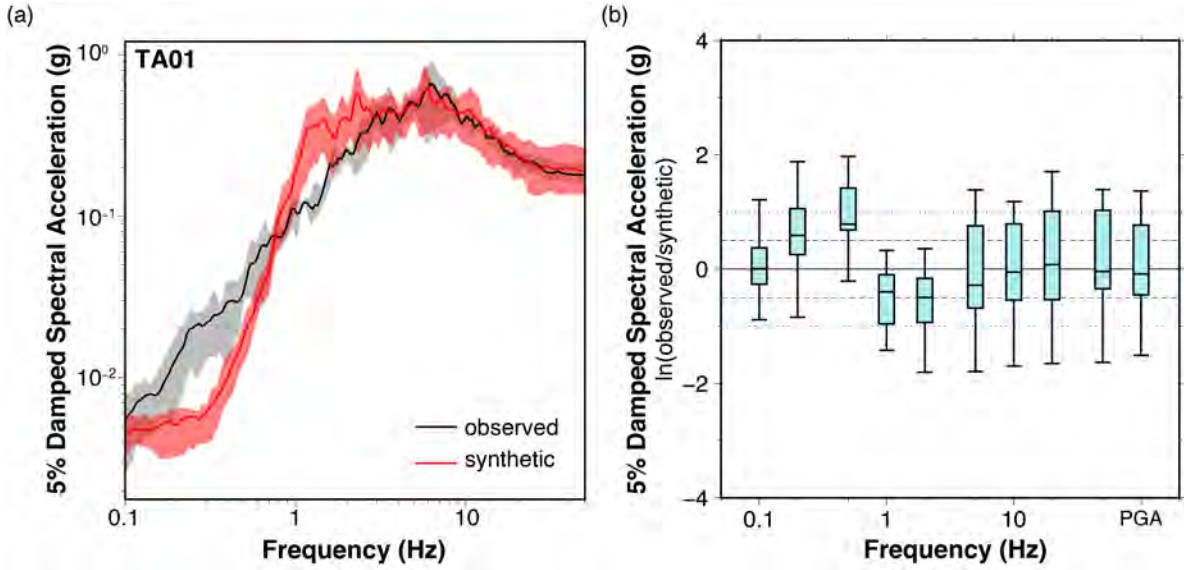 (a)
TA01
10⁰
10⁻¹
10⁻²
5% Damped Spectral Acceleration (g)
observed
synthetic
0.1
1
10
Frequency (Hz)
(b)
4
2
0
−2
−4
5% Damped Spectral Acceleration (g)
ln(observed/synthetic)
0.1
1
10
PGA
Frequency (Hz)